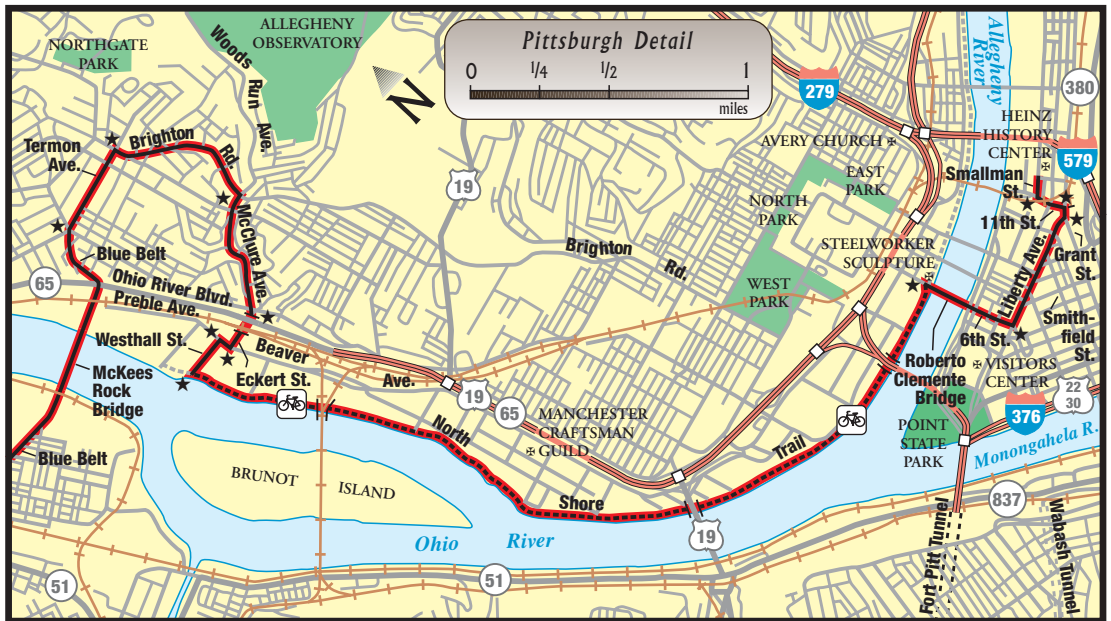 Pittsburgh Detail
0 1/4 1/2 1
miles
N
NORTHGATE
PARK
ALLEGHENY
OBSERVATORY
Woods
Run
Ave.
Termon
Ave.
Brighton
Rd.
McClure Ave.
Blue Belt
65
Ohio River Blvd.
Preble Ave.
Westhall St.
Beaver
Ave.
Eckert St.
McKees
Rock
Bridge
Blue Belt
BRUNOT
ISLAND
51
Ohio
River
51
North
Shore
Trail
19
Brighton
Rd.
19
65
MANCHESTER
CRAFTSMAN
GUILD
19
279
AVERY CHURCH
EAST
PARK
NORTH
PARK
WEST
PARK
STEELWORKER
SCULPTURE
Allegheny
River
380
HEINZ
HISTORY
CENTER
579
Smallman
St.
11th St.
Grant
St.
Liberty Ave.
Smith-
field
St.
6th St.
Roberto
Clemente
Bridge
VISITORS
CENTER
22
30
376
POINT
STATE
PARK
Monongahela R.
837
Fort Pitt Tunnel
Wabash Tunnel